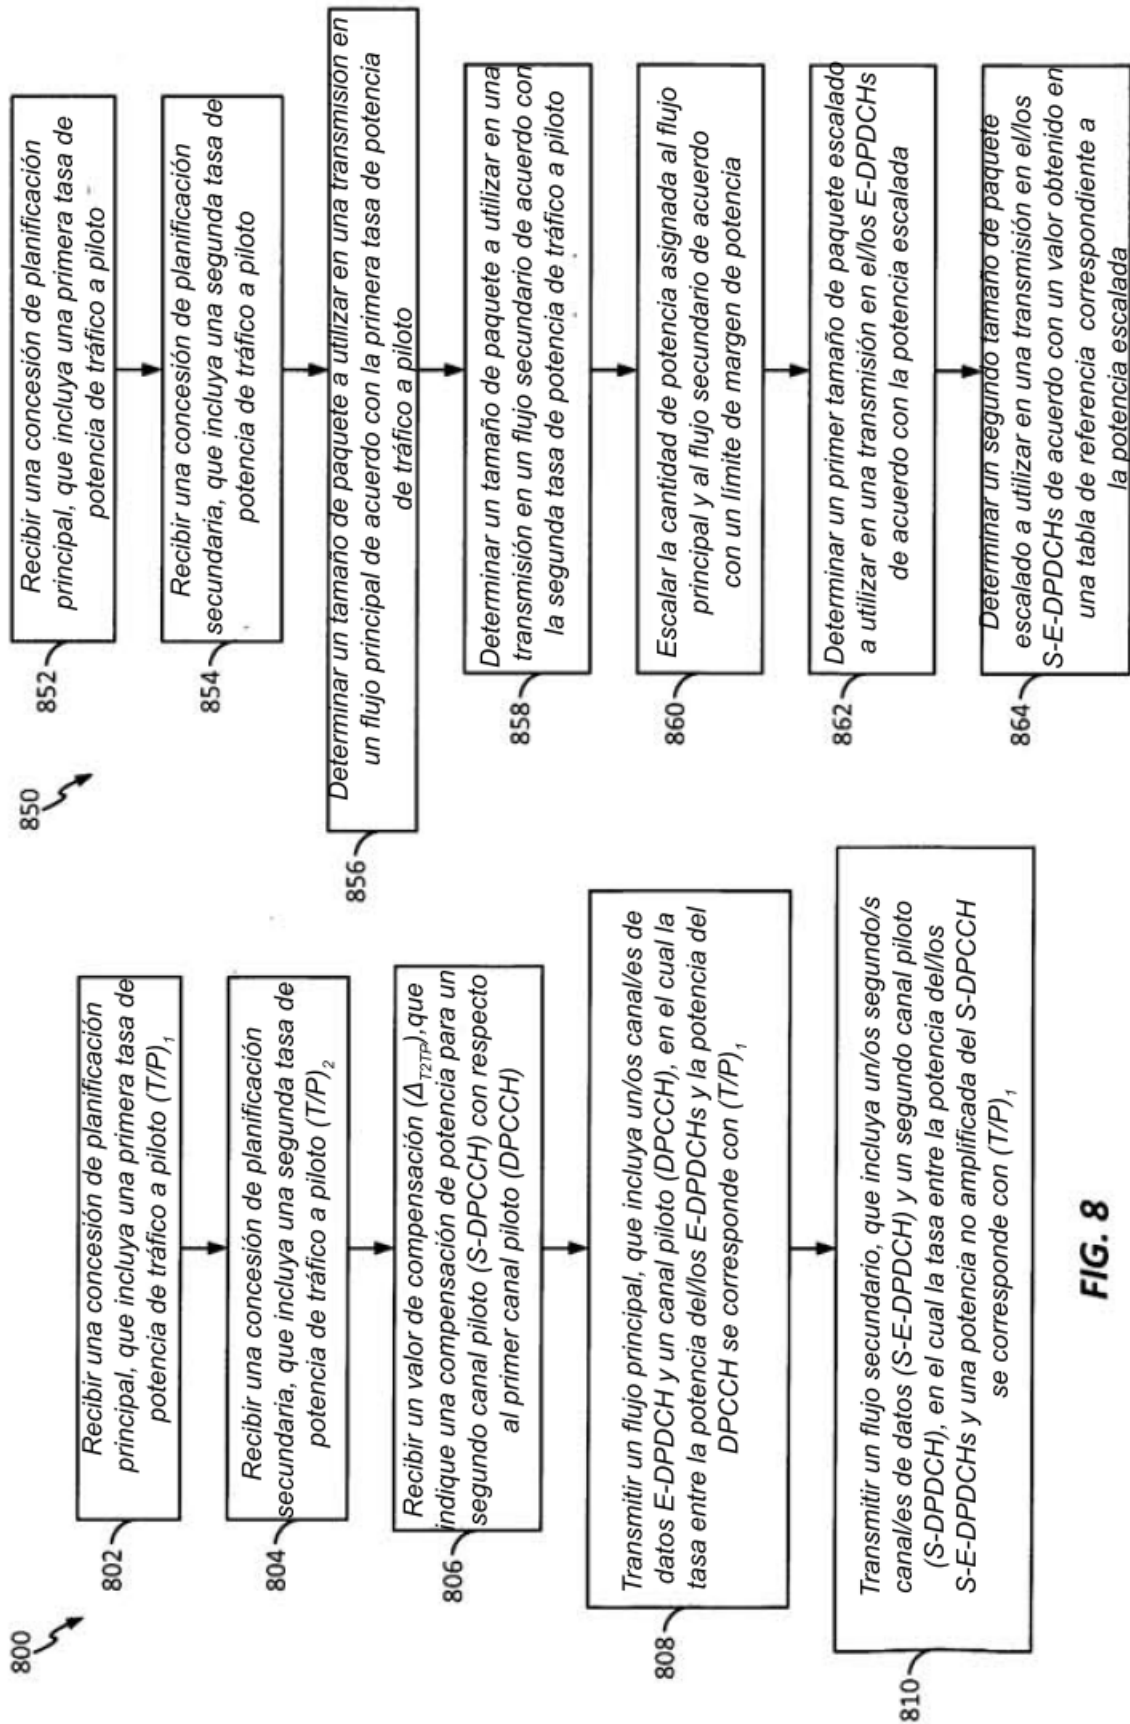 800
802
Recibir una concesión de planificación
principal, que incluya una primera tasa de
potencia de tráfico a piloto (T/P)₁
804
Recibir una concesión de planificación
secundaria, que incluya una segunda tasa de
potencia de tráfico a piloto (T/P)₂
806
Recibir un valor de compensación (Δ_T2TP),que
indique una compensación de potencia para un
segundo canal piloto (S-DPCCH) con respecto
al primer canal piloto (DPCCH)
808
Transmitir un flujo principal, que incluya un/os canal/es de
datos E-DPDCH y un canal piloto (DPCCH), en el cual la
tasa entre la potencia del/los E-DPDCHs y la potencia del
DPCCH se corresponde con (T/P)₁
810
Transmitir un flujo secundario, que incluya un/os segundo/s
canal/es de datos (S-E-DPDCH) y un segundo canal piloto
(S-DPDCH), en el cual la tasa entre la potencia del/los
S-E-DPDCHs y una potencia no amplificada del S-DPCCH
se corresponde con (T/P)₁
850
852
Recibir una concesión de planificación
principal, que incluya una primera tasa de
potencia de tráfico a piloto
854
Recibir una concesión de planificación
secundaria, que incluya una segunda tasa de
potencia de tráfico a piloto
856
Determinar un tamaño de paquete a utilizar en una transmisión en
un flujo principal de acuerdo con la primera tasa de potencia
de tráfico a piloto
858
Determinar un tamaño de paquete a utilizar en una
transmisión en un flujo secundario de acuerdo con
la segunda tasa de potencia de tráfico a piloto
860
Escalar la cantidad de potencia asignada al flujo
principal y al flujo secundario de acuerdo
con un límite de margen de potencia
862
Determinar un primer tamaño de paquete escalado
a utilizar en una transmisión en el/los E-DPDCHs
de acuerdo con la potencia escalada
864
Determinar un segundo tamaño de paquete
escalado a utilizar en una transmisión en el/los
S-E-DPDCHs de acuerdo con un valor obtenido en
una tabla de referencia correspondiente a
la potencia escalada
FIG. 8